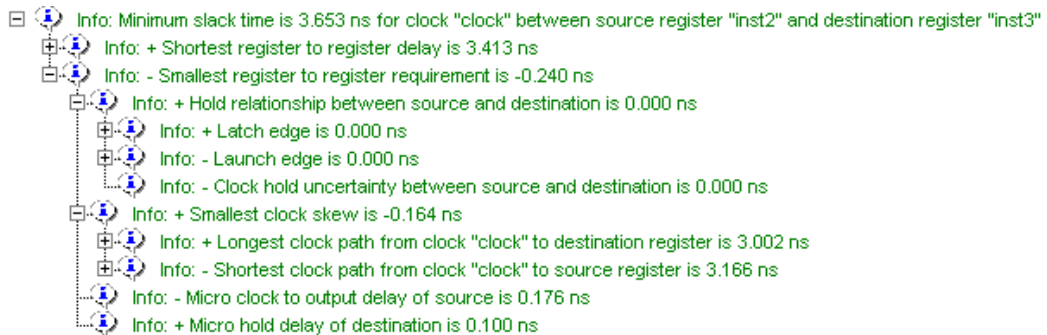 Info: Minimum slack time is 3.653 ns for clock "clock" between source register "inst2" and destination register "inst3"
Info: + Shortest register to register delay is 3.413 ns
Info: - Smallest register to register requirement is -0.240 ns
Info: + Hold relationship between source and destination is 0.000 ns
Info: + Latch edge is 0.000 ns
Info: - Launch edge is 0.000 ns
Info: - Clock hold uncertainty between source and destination is 0.000 ns
Info: + Smallest clock skew is -0.164 ns
Info: + Longest clock path from clock "clock" to destination register is 3.002 ns
Info: - Shortest clock path from clock "clock" to source register is 3.166 ns
Info: - Micro clock to output delay of source is 0.176 ns
Info: + Micro hold delay of destination is 0.100 ns